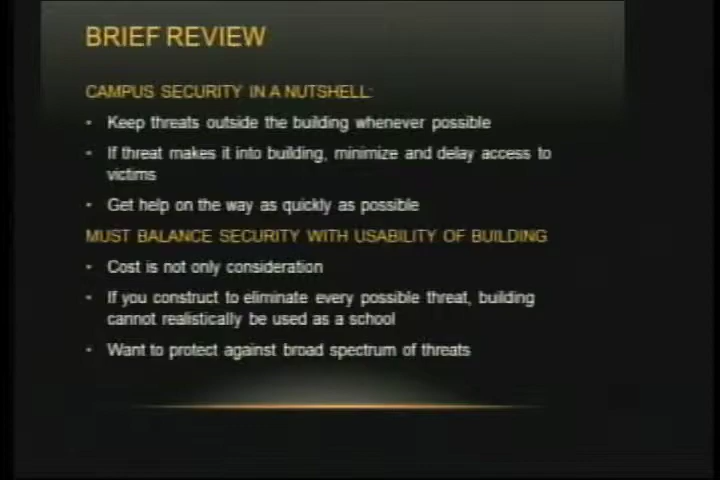 BRIEF REVIEW
CAMPUS SECURITY IN A NUTSHELL:
• Keep threats outside the building whenever possible
• If threat makes it into building, minimize and delay access to
victims
• Get help on the way as quickly as possible
MUST BALANCE SECURITY WITH USABILITY OF BUILDING
• Cost is not only consideration
• If you construct to eliminate every possible threat, building
cannot realistically be used as a school
• Want to protect against broad spectrum of threats